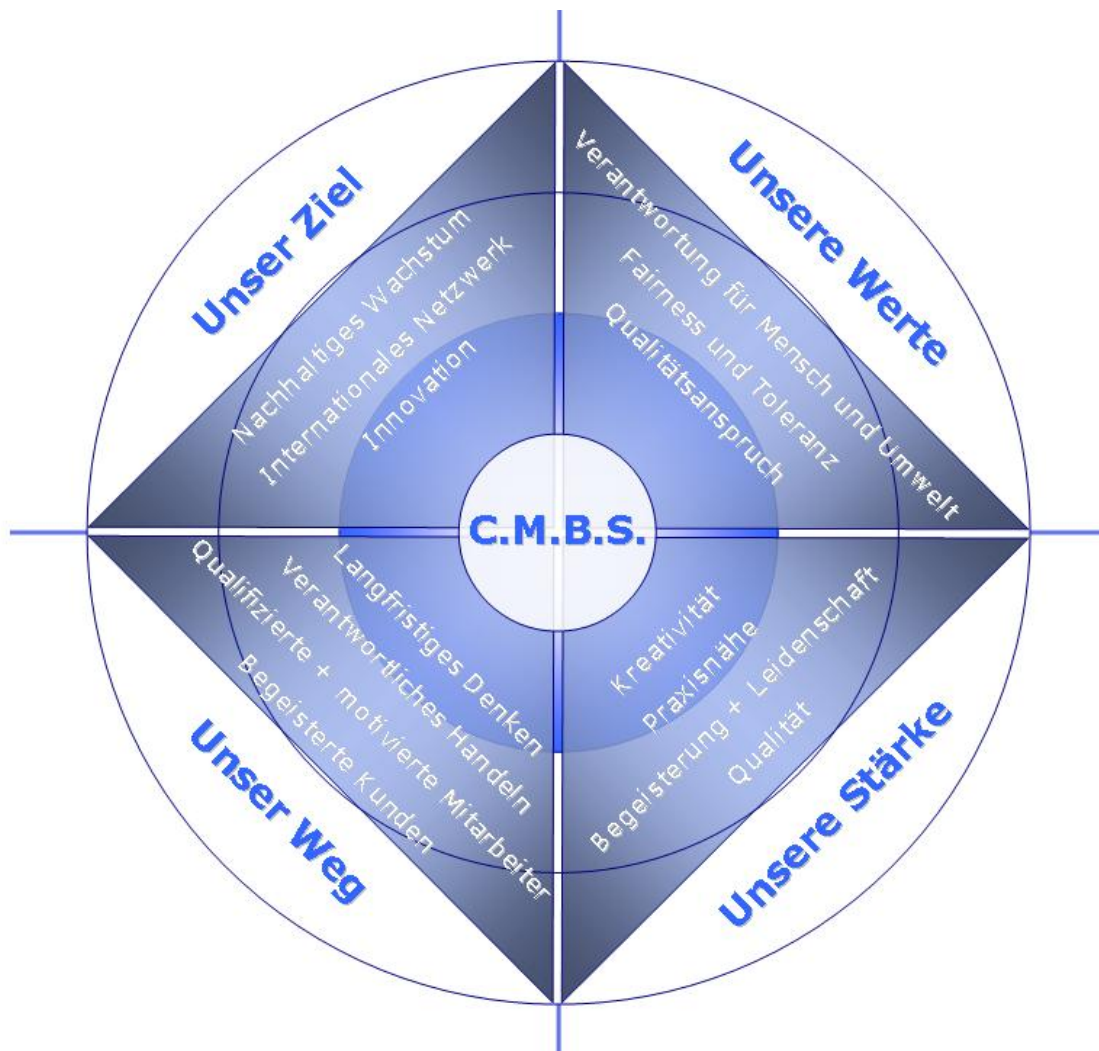 Unser Ziel
Nachhaltiges Wachstum
Internationales Netzwerk
Innovation
Unsere Werte
Verantwortung für Mensch und Umwelt
Fairness und Toleranz
Qualitätsanspruch
C.M.B.S.
Langfristiges Denken
Verantwortliches Handeln
Qualifizierte + motivierte Mitarbeiter
Begeisterte Kunden
Unser Weg
Kreativität
Praxisnähe
Begeisterung + Leidenschaft
Qualität
Unsere Stärke